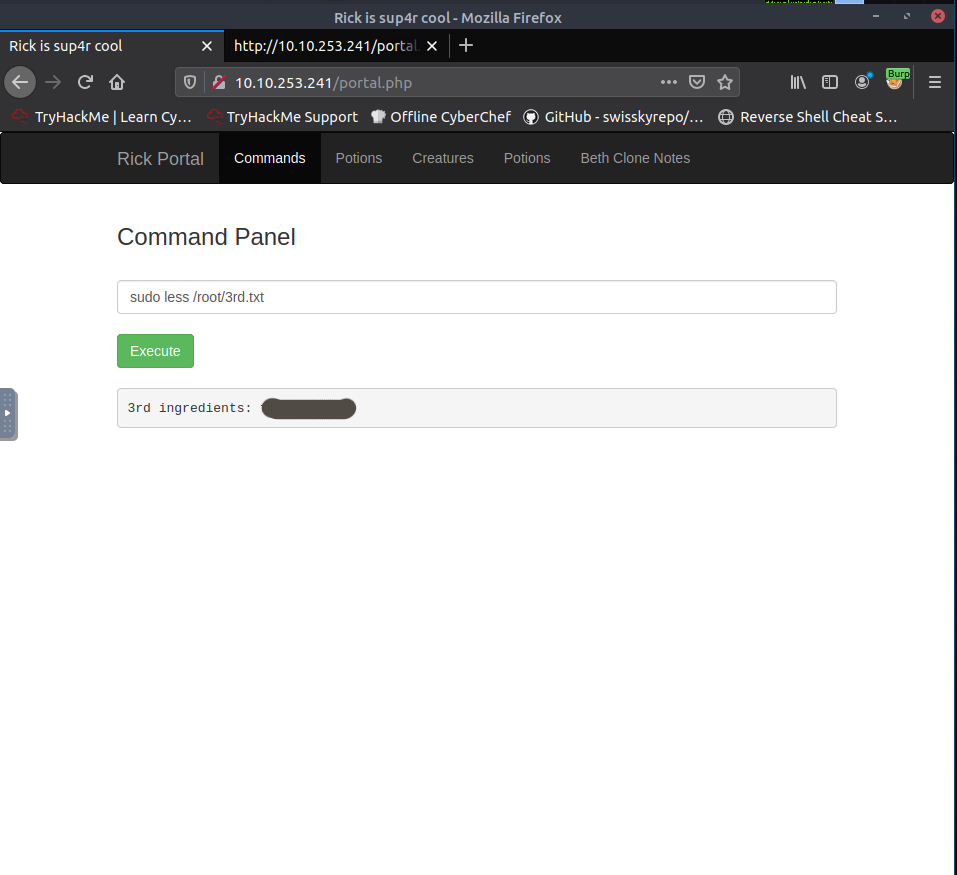 Rick is sup4r cool - Mozilla Firefox
Rick is sup4r cool
http://10.10.253.241/portal.
10.10.253.241/portal.php
Burp
TryHackMe | Learn Cy… TryHackMe Support Offline CyberChef GitHub - swisskyrepo/… Reverse Shell Cheat S…
Rick Portal Commands Potions Creatures Potions Beth Clone Notes
Command Panel
sudo less /root/3rd.txt
Execute
3rd ingredients: